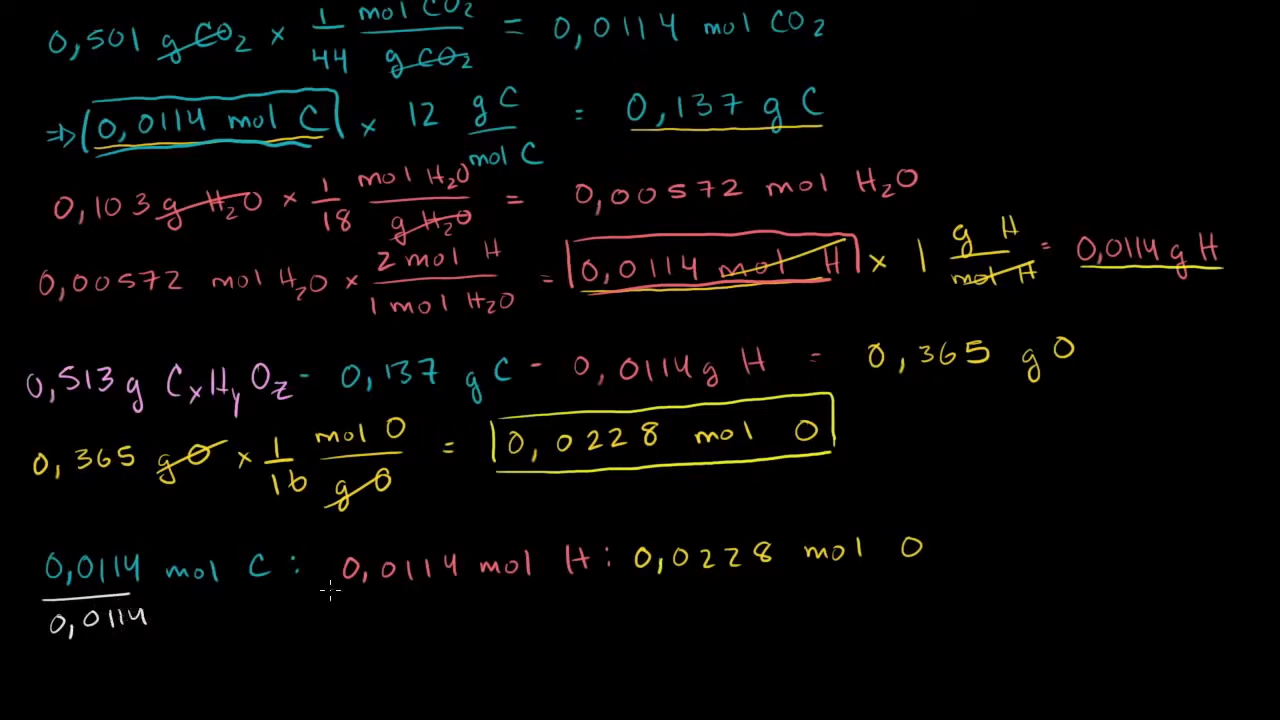 0,501 g CO₂ × 1/44 mol CO₂/g CO₂ = 0,0114 mol CO₂
⇒ 0,0114 mol C × 12 g C/mol C = 0,137 g C
0,103 g H₂O × 1/18 mol H₂O/g H₂O = 0,00572 mol H₂O
0,00572 mol H₂O × 2 mol H/1 mol H₂O = 0,0114 mol H × 1 g H/mol H = 0,0114 g H
0,513 g CₓHᵧO_z - 0,137 g C - 0,0114 g H = 0,365 g O
0,365 g O × 1/16 mol O/g O = 0,0228 mol O
0,0114 mol C : 0,0114 mol H : 0,0228 mol O
0,0114